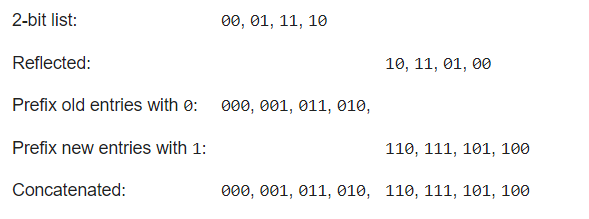 2-bit list: 00, 01, 11, 10
Reflected: 10, 11, 01, 00
Prefix old entries with 0: 000, 001, 011, 010,
Prefix new entries with 1: 110, 111, 101, 100
Concatenated: 000, 001, 011, 010, 110, 111, 101, 100